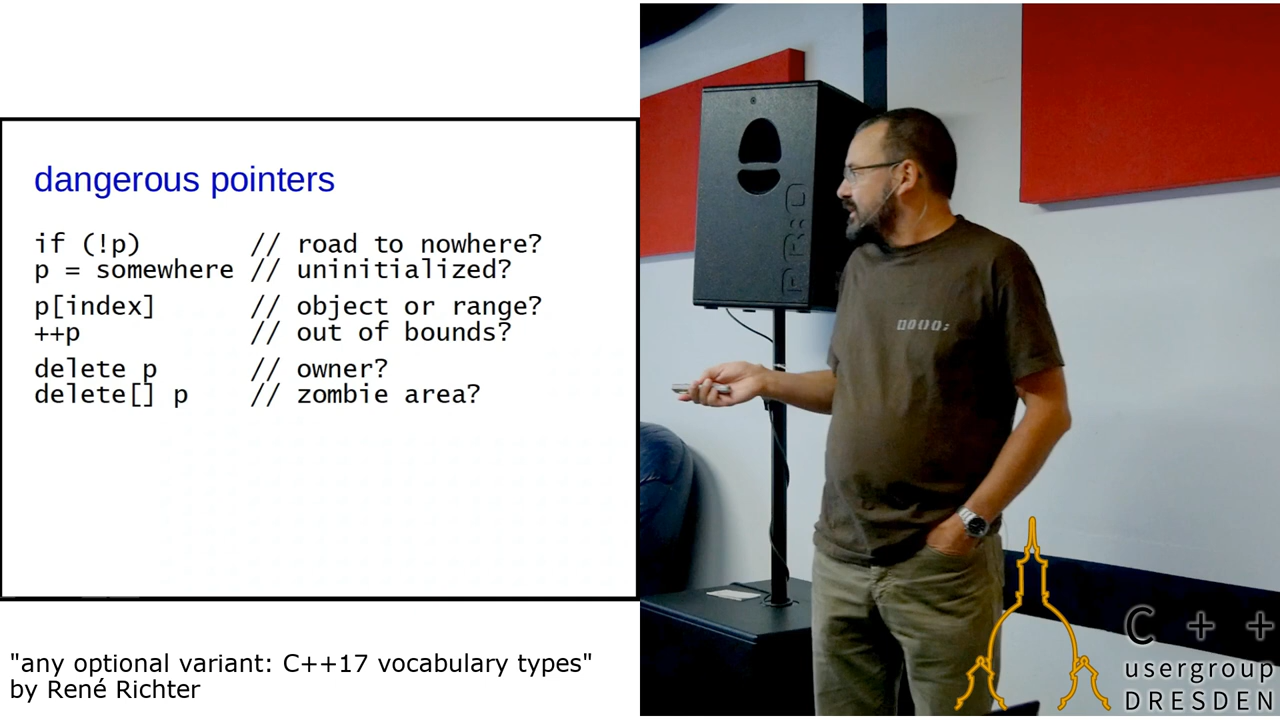 dangerous pointers
if (!p) // road to nowhere?
p = somewhere // uninitialized?
p[index] // object or range?
++p // out of bounds?
delete p // owner?
delete[] p // zombie area?
"any optional variant: C++17 vocabulary types"
by René Richter
PR:O
[](){}();
C++
usergroup
DRESDEN